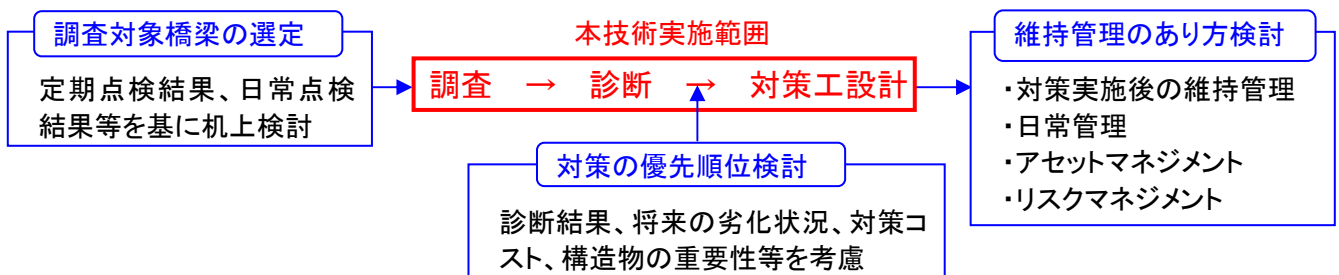 調査対象橋梁の選定
定期点検結果、日常点検
結果等を基に机上検討
本技術実施範囲
調査 → 診断 → 対策工設計
対策の優先順位検討
診断結果、将来の劣化状況、対策コ
スト、構造物の重要性等を考慮
維持管理のあり方検討
・対策実施後の維持管理
・日常管理
・アセットマネジメント
・リスクマネジメント